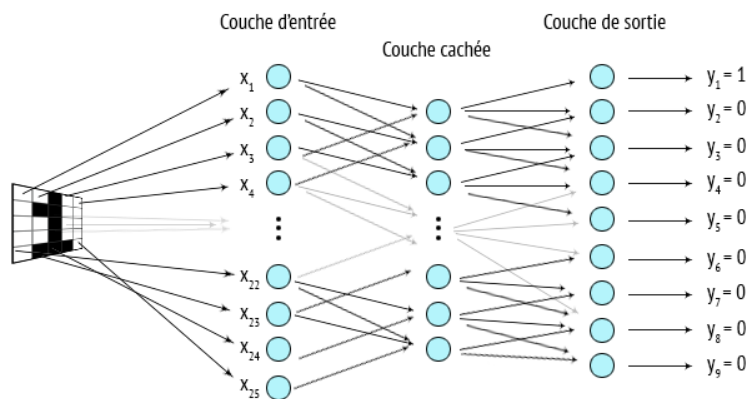 Couche d'entrée
Couche cachée
Couche de sortie
x1
x2
x3
x4
x22
x23
x24
x25
y1 = 1
y2 = 0
y3 = 0
y4 = 0
y5 = 0
y6 = 0
y7 = 0
y8 = 0
y9 = 0